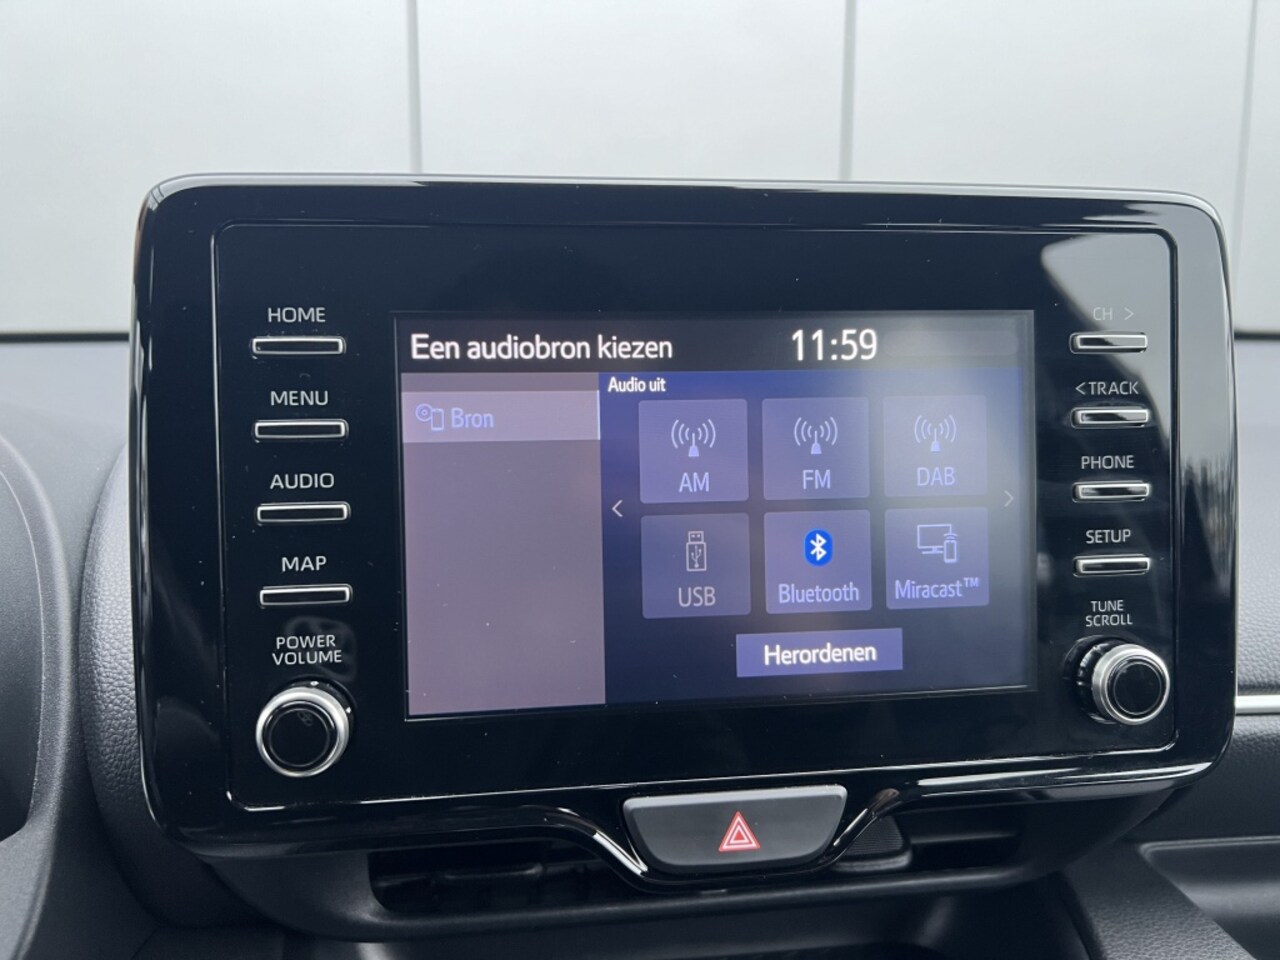 HOME
MENU
AUDIO
MAP
POWER
VOLUME
Een audiobron kiezen 11:59
Bron
Audio uit
AM FM DAB
< >
USB Bluetooth Miracast™
Herordenen
CH >
< TRACK
PHONE
SETUP
TUNE
SCROLL